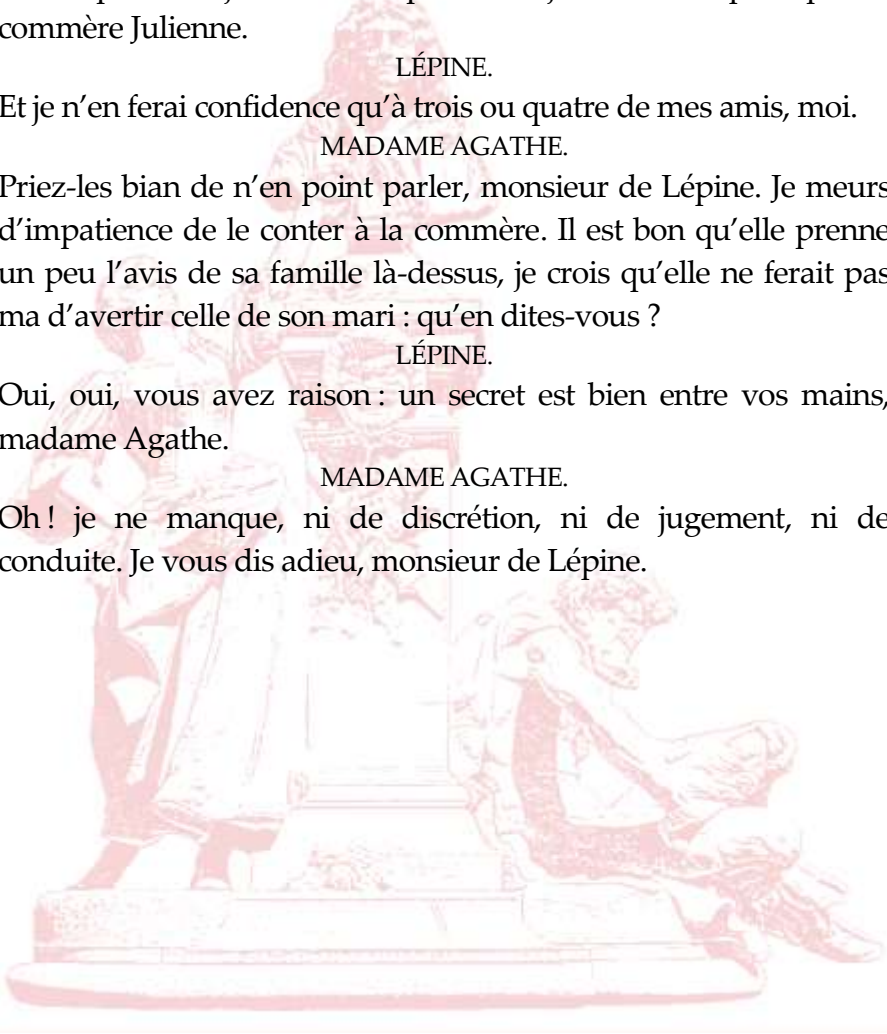 commère Julienne.
LÉPINE.
Et je n’en ferai confidence qu’à trois ou quatre de mes amis, moi.
MADAME AGATHE.
Priez-les bian de n’en point parler, monsieur de Lépine. Je meurs
d’impatience de le conter à la commère. Il est bon qu’elle prenne
un peu l’avis de sa famille là-dessus, je crois qu’elle ne ferait pas
ma d’avertir celle de son mari : qu’en dites-vous ?
LÉPINE.
Oui, oui, vous avez raison : un secret est bien entre vos mains,
madame Agathe.
MADAME AGATHE.
Oh ! je ne manque, ni de discrétion, ni de jugement, ni de
conduite. Je vous dis adieu, monsieur de Lépine.